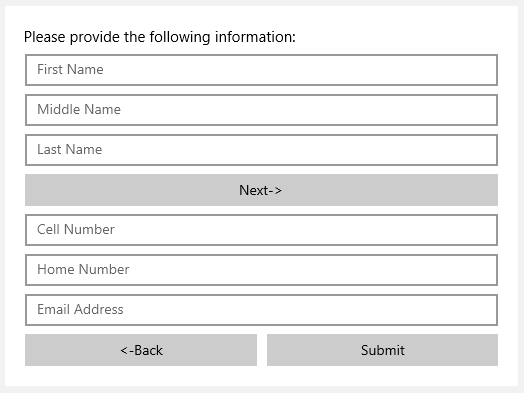 Please provide the following information:
First Name
Middle Name
Last Name
Next->
Cell Number
Home Number
Email Address
<-Back
Submit